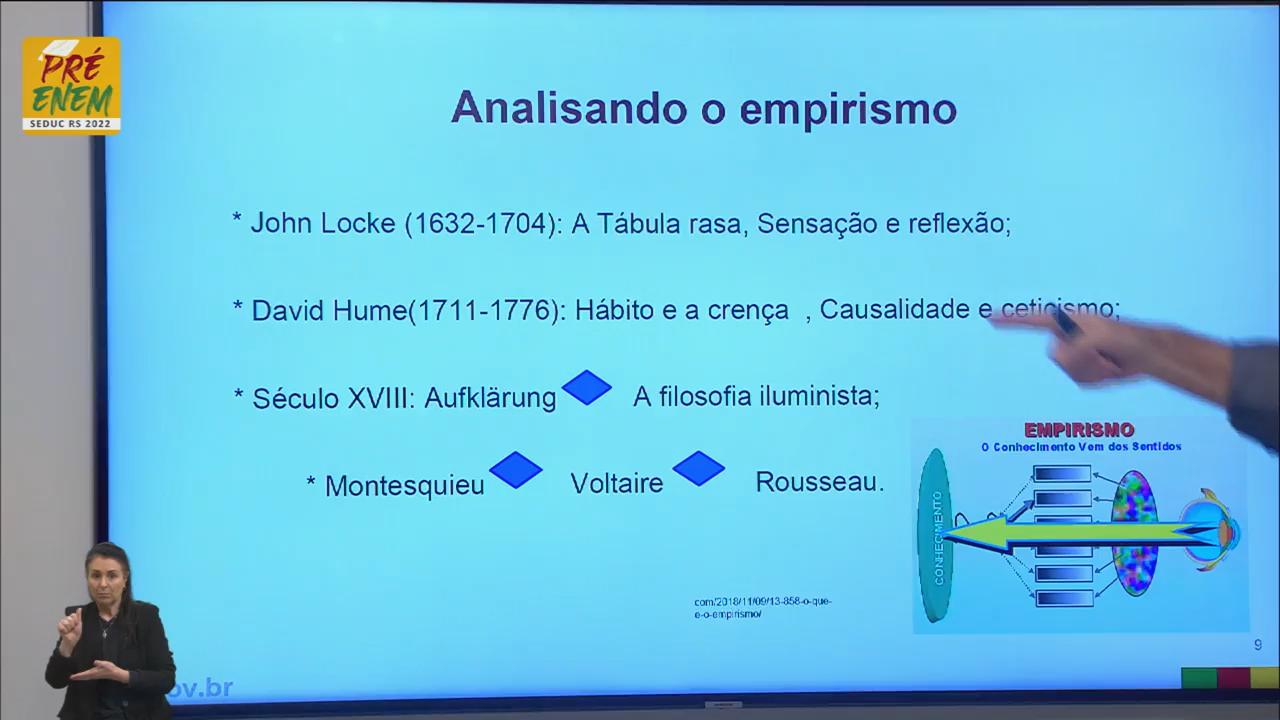 PRÉ
ENEM
SEDUC RS 2022
Analisando o empirismo
* John Locke (1632-1704): A Tábula rasa, Sensação e reflexão;
* David Hume(1711-1776): Hábito e a crença , Causalidade e ceticismo;
* Século XVIII: Aufklärung A filosofia iluminista;
* Montesquieu Voltaire Rousseau.
EMPIRISMO
O Conhecimento Vem dos Sentidos
CONHECIMENTO
com/2018/11/09/13-858-o-que-
e-o-empirismo/
9
ov.br